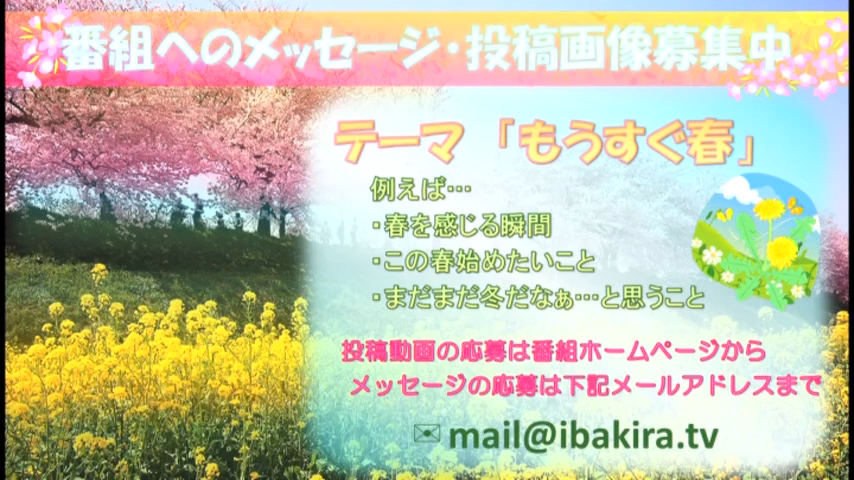 番組へのメッセージ・投稿画像募集中
テーマ 「もうすぐ春」
例えば…
・春を感じる瞬間
・この春始めたいこと
・まだまだ冬だなぁ…と思うこと
投稿動画の応募は番組ホームページから
メッセージの応募は下記メールアドレスまで
✉ mail@ibakira.tv